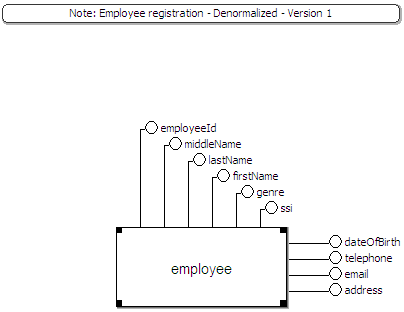 Note: Employee registration - Denormalized - Version 1
employeeId
middleName
lastName
firstName
genre
ssi
employee
dateOfBirth
telephone
email
address